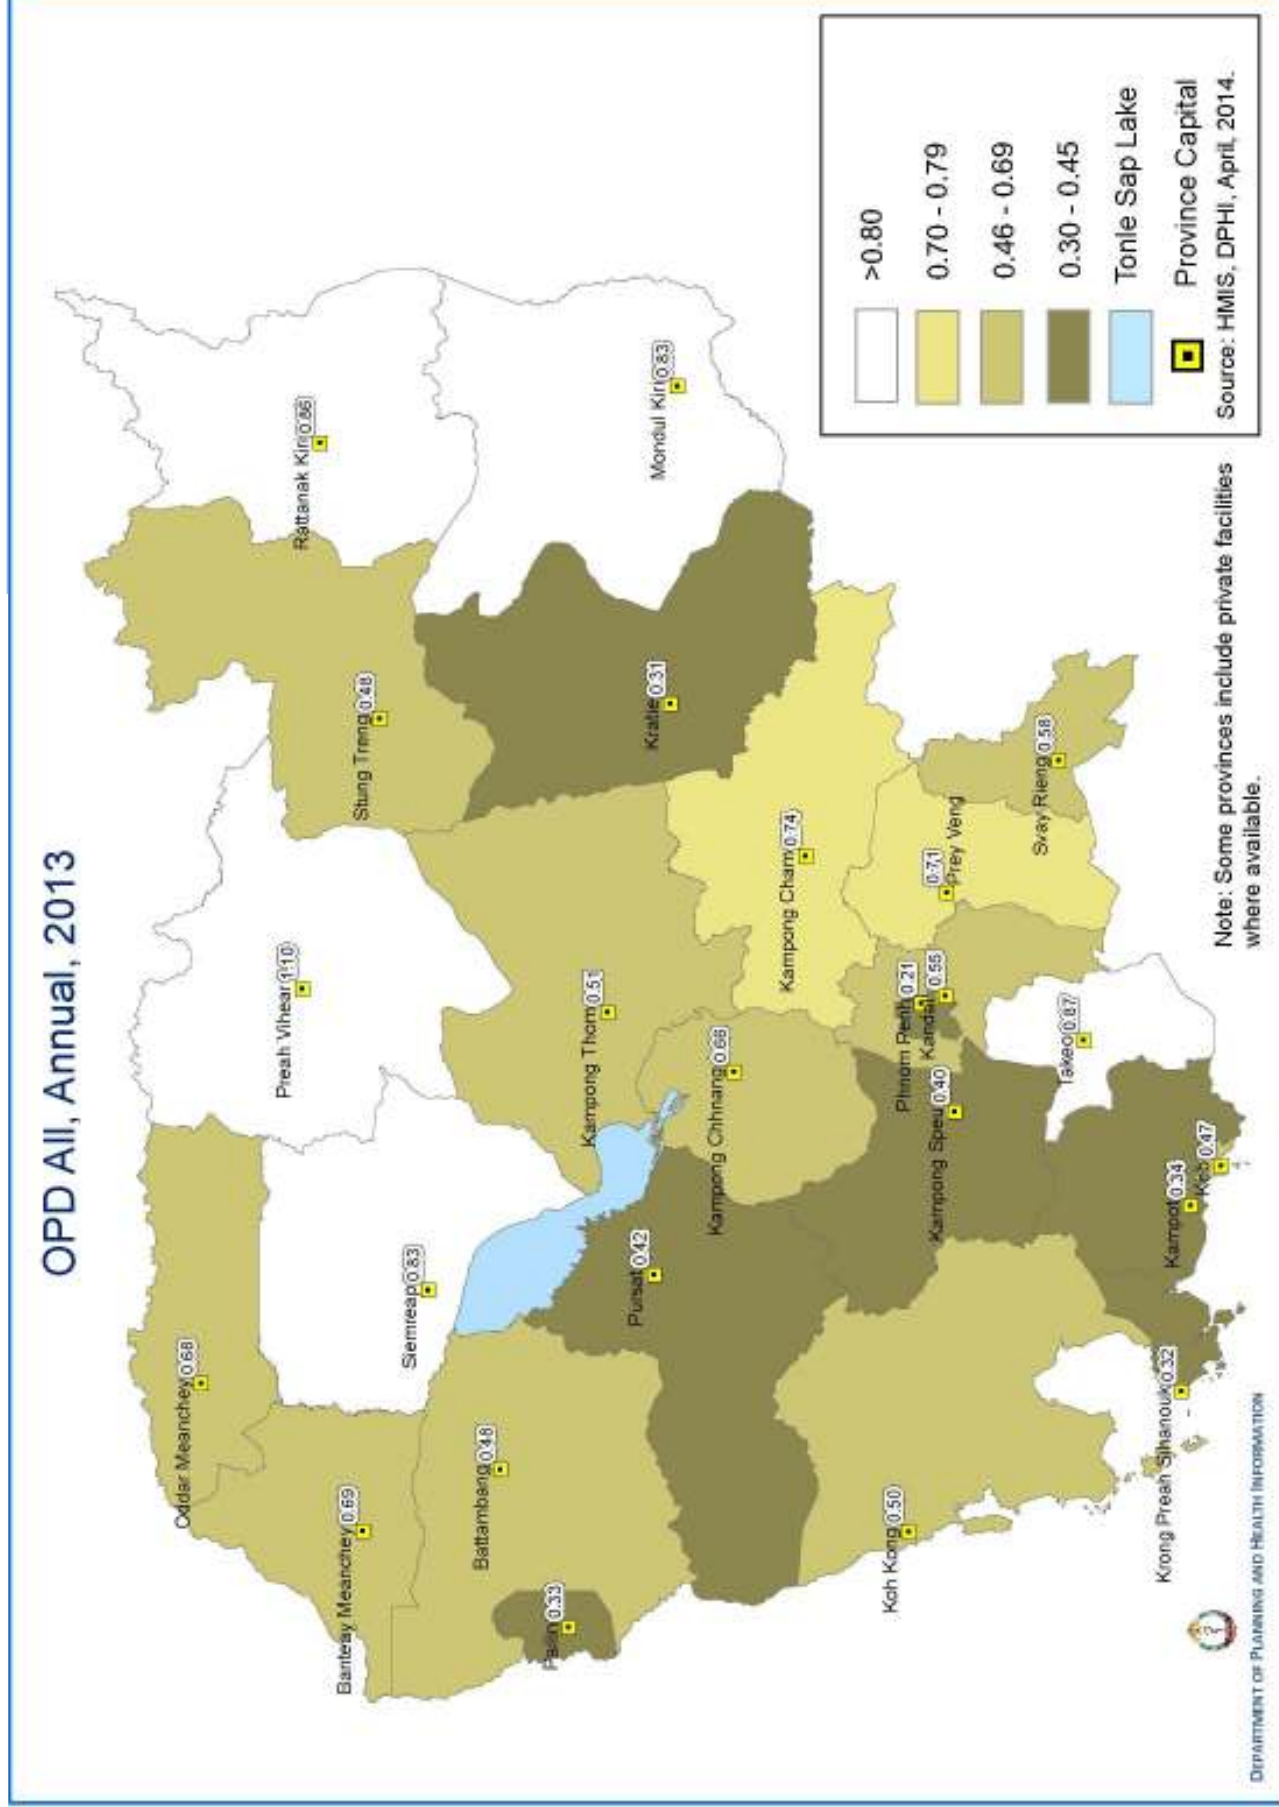 OPD All, Annual, 2013
Oddar Meanchey 0.68
Banteay Meanchey 0.69
Siemreap 0.83
Preah Vihear 1.10
Stung Treng 0.48
Rattanak Kiri 0.86
Battambang 0.48
Pailin 0.33
Pursat 0.42
Kampong Thom 0.51
Kratie 0.31
Mondul Kiri 0.83
Kampong Chhnang 0.66
Kampong Cham 0.74
Koh Kong 0.50
Kampong Speu 0.40
Phnom Penh 0.21
Kandal 0.55
0.71
Prey Veng
Svay Rieng 0.58
Takeo 0.87
Krong Preah Sihanouk 0.32
Kampot 0.34
Keb 0.47
>0.80
0.70 - 0.79
0.46 - 0.69
0.30 - 0.45
Tonle Sap Lake
Province Capital
Source: HMIS, DPHI, April, 2014.
Note: Some provinces include private facilities
where available.
DEPARTMENT OF PLANNING AND HEALTH INFORMATION